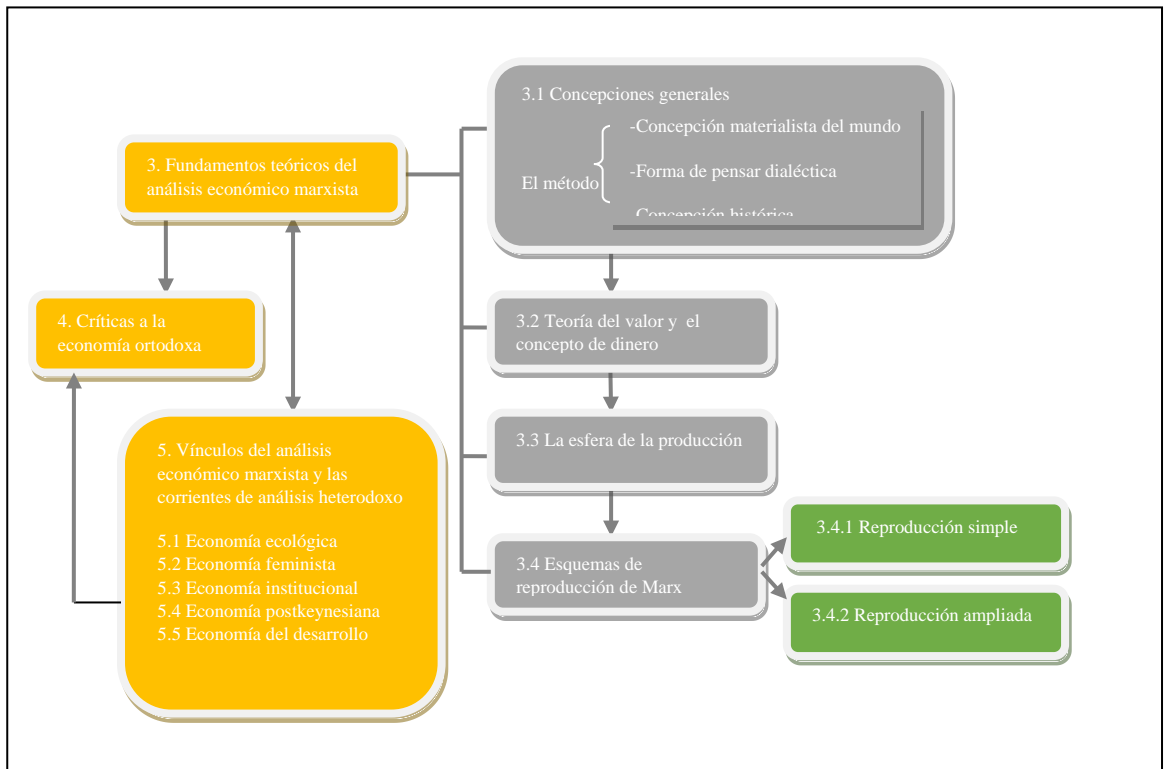 3. Fundamentos teóricos del
análisis económico marxista
4. Críticas a la
economía ortodoxa
5. Vínculos del análisis
económico marxista y las
corrientes de análisis heterodoxo
5.1 Economía ecológica
5.2 Economía feminista
5.3 Economía institucional
5.4 Economía postkeynesiana
5.5 Economía del desarrollo
3.1 Concepciones generales
El método
-Concepción materialista del mundo
-Forma de pensar dialéctica
-Concepción histórica
3.2 Teoría del valor y el
concepto de dinero
3.3 La esfera de la producción
3.4 Esquemas de
reproducción de Marx
3.4.1 Reproducción simple
3.4.2 Reproducción ampliada